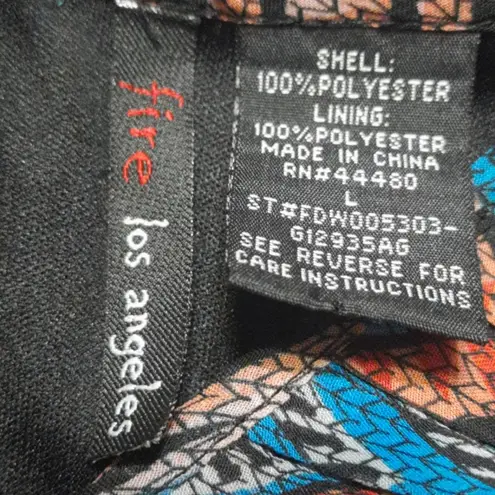 fire los angeles
SHELL:
100%POLYESTER
LINING:
100%POLYESTER
MADE IN CHINA
RN#44480
L
ST#FDW005303-
G12935AG
SEE REVERSE FOR
CARE INSTRUCTIONS